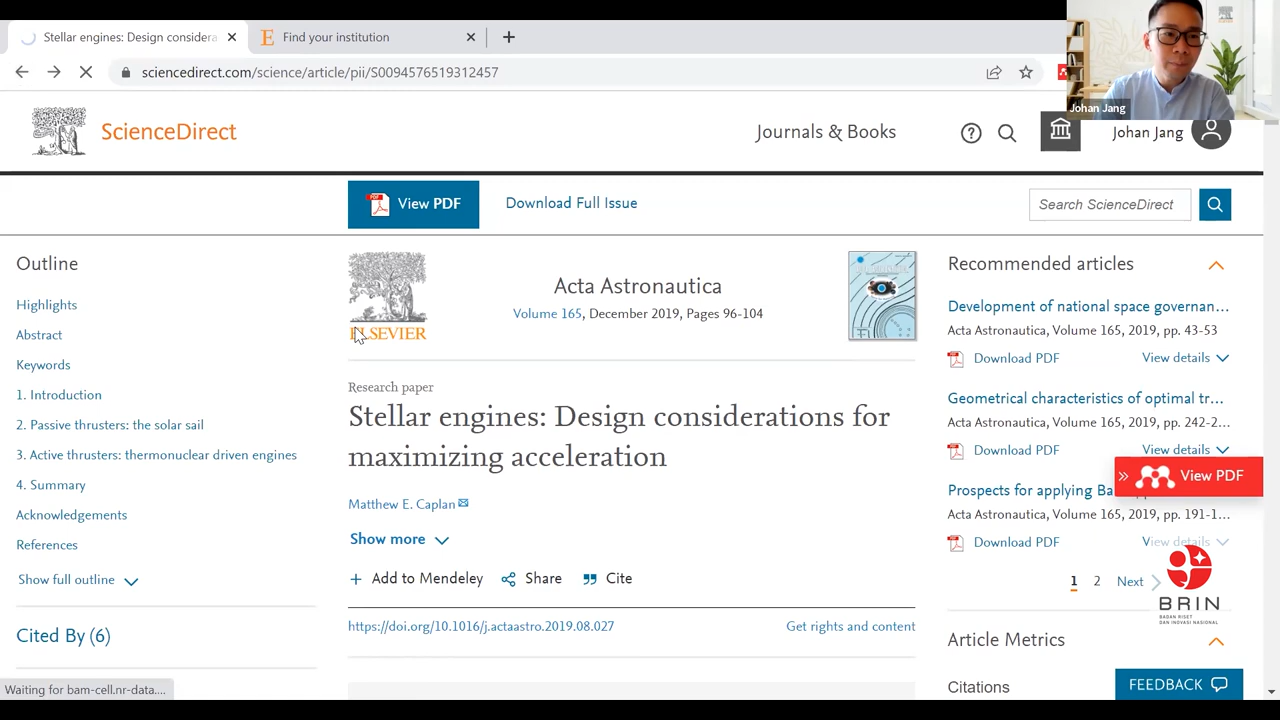 Stellar engines: Design considera
Find your institution
sciencedirect.com/science/article/pii/S0094576519312457
Johan Jang
ScienceDirect
Journals & Books
Johan Jang
View PDF
Download Full Issue
Search ScienceDirect
Outline
Highlights
Abstract
Keywords
1. Introduction
2. Passive thrusters: the solar sail
3. Active thrusters: thermonuclear driven engines
4. Summary
Acknowledgements
References
Show full outline
Cited By (6)
ELSEVIER
Acta Astronautica
Volume 165, December 2019, Pages 96-104
Research paper
Stellar engines: Design considerations for
maximizing acceleration
Matthew E. Caplan
Show more
Add to Mendeley
Share
Cite
https://doi.org/10.1016/j.actaastro.2019.08.027
Get rights and content
Recommended articles
Development of national space governan...
Acta Astronautica, Volume 165, 2019, pp. 43-53
Download PDF
View details
Geometrical characteristics of optimal tr...
Acta Astronautica, Volume 165, 2019, pp. 242-2...
Download PDF
View details
View PDF
Prospects for applying Ba
Acta Astronautica, Volume 165, 2019, pp. 191-1...
Download PDF
View details
1 2 Next
BRIN
BADAN RISET
DAN INOVASI NASIONAL
Article Metrics
Citations
FEEDBACK
Waiting for bam-cell.nr-data....